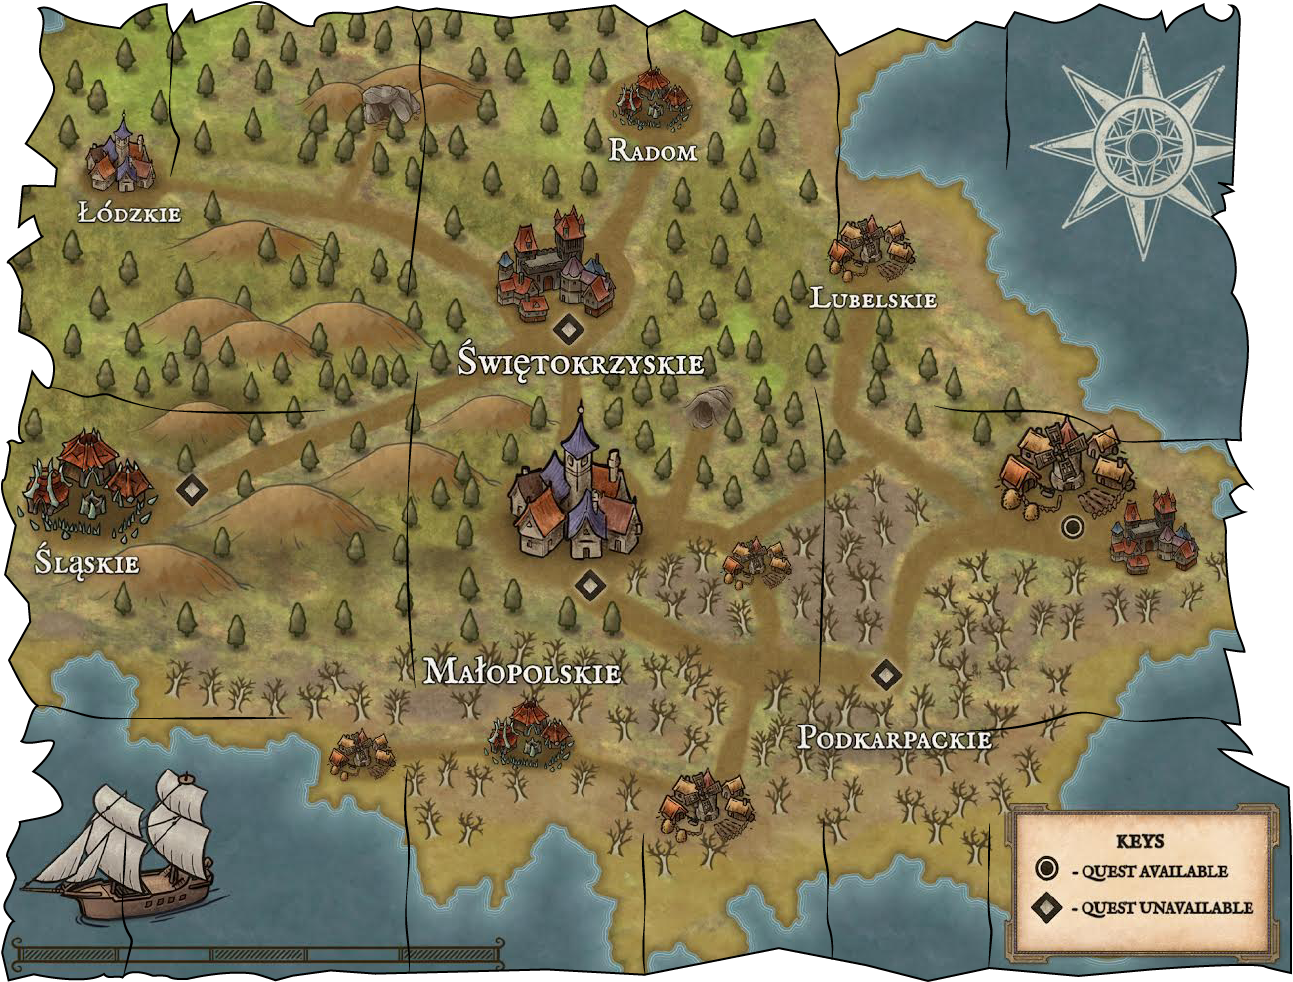 Radom
Łódzkie
Lubelskie
Świętokrzyskie
Śląskie
Małopolskie
Podkarpackie
KEYS
- QUEST AVAILABLE
- QUEST UNAVAILABLE